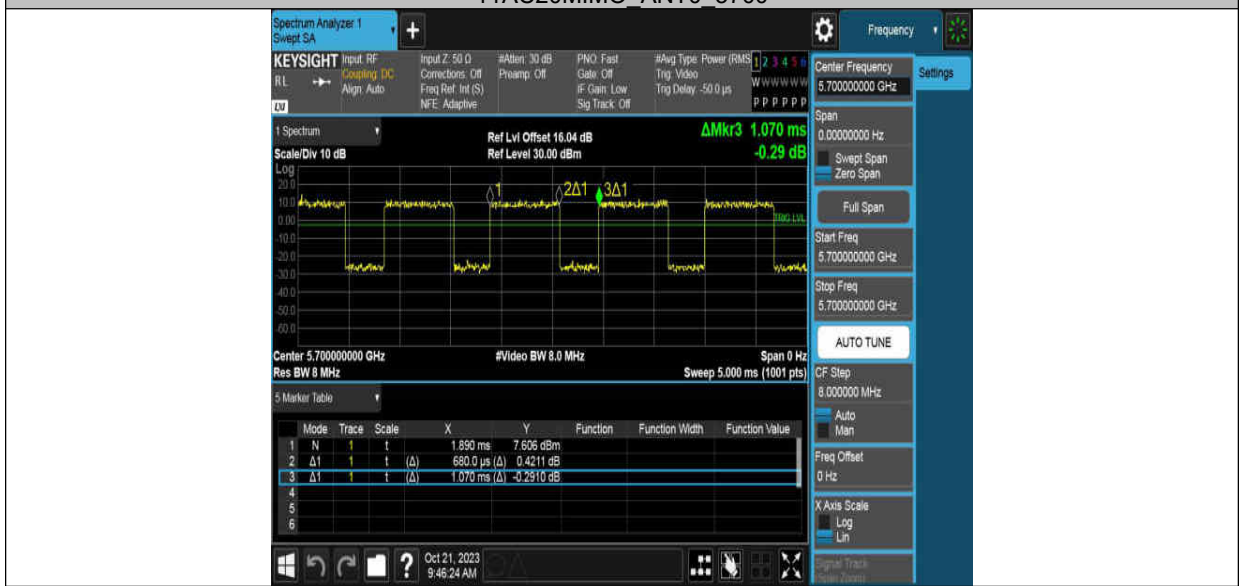 11AC20MIMO_ANT0_5700
Spectrum Analyzer 1
Swept SA
+
Frequency
KEYSIGHT
RL
Input: RF
Coupling: DC
Align: Auto
Input Z: 50 Ω
Corrections: Off
Freq Ref: Int (S)
NFE: Adaptive
#Atten: 30 dB
Preamp: Off
PNO: Fast
Gate: Off
IF Gain: Low
Sig Track: Off
#Avg Type: Power (RMS
Trig: Video
Trig Delay: -50.0 µs
1 2 3 4 5 6
W W W W W W
P P P P P P
Center Frequency
5.700000000 GHz
Settings
Span
0.00000000 Hz
Swept Span
Zero Span
Full Span
Start Freq
5.700000000 GHz
Stop Freq
5.700000000 GHz
AUTO TUNE
CF Step
8.000000 MHz
Auto
Man
Freq Offset
0 Hz
X Axis Scale
Log
Lin
Signal Track
(Span Zoom)
1 Spectrum
Scale/Div 10 dB
Ref Lvl Offset 16.04 dB
Ref Level 30.00 dBm
ΔMkr3 1.070 ms
-0.29 dB
Log
20.0
10.0
0.00
-10.0
-20.0
-30.0
-40.0
-50.0
-60.0
1
2Δ1
3Δ1
TRIG LVL
Center 5.700000000 GHz
#Video BW 8.0 MHz
Span 0 Hz
Res BW 8 MHz
Sweep 5.000 ms (1001 pts)
5 Marker Table
Mode Trace Scale X Y Function Function Width Function Value
1 N 1 t 1.890 ms 7.606 dBm
2 Δ1 1 t (Δ) 680.0 µs (Δ) 0.4211 dB
3 Δ1 1 t (Δ) 1.070 ms (Δ) -0.2910 dB
4
5
6
?
Oct 21, 2023
9:46:24 AM